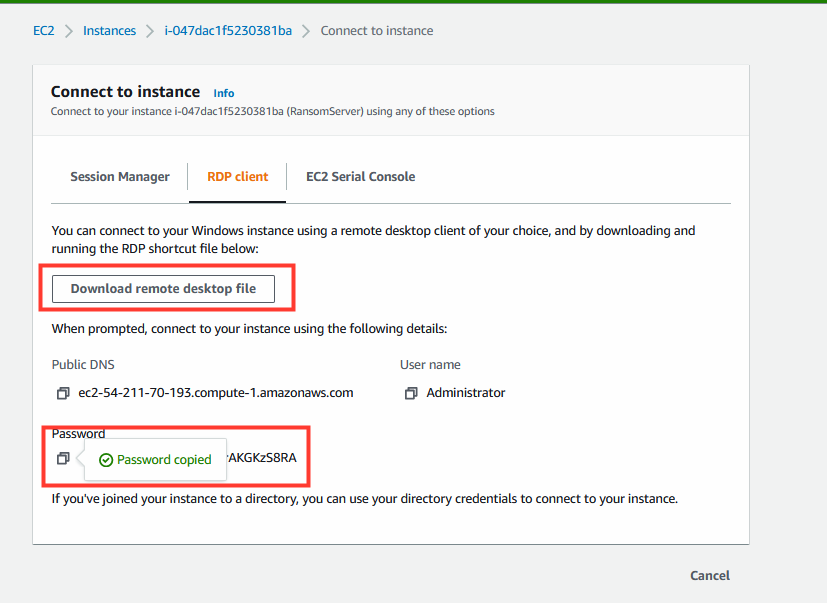 EC2 > Instances > i-047dac1f5230381ba > Connect to instance
Connect to instance Info
Connect to your instance i-047dac1f5230381ba (RansomServer) using any of these options
Session Manager RDP client EC2 Serial Console
You can connect to your Windows instance using a remote desktop client of your choice, and by downloading and
running the RDP shortcut file below:
Download remote desktop file
When prompted, connect to your instance using the following details:
Public DNS User name
ec2-54-211-70-193.compute-1.amazonaws.com Administrator
Password
Password copied AKGKzS8RA
If you've joined your instance to a directory, you can use your directory credentials to connect to your instance.
Cancel